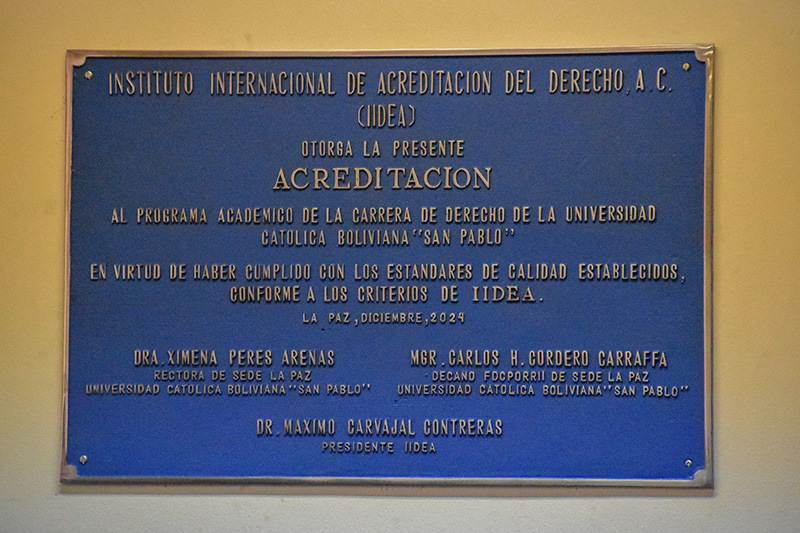 INSTITUTO INTERNACIONAL DE ACREDITACION DEL DERECHO, A.C.
(IIDEA)
OTORGA LA PRESENTE
ACREDITACION
AL PROGRAMA ACADEMICO DE LA CARRERA DE DERECHO DE LA UNIVERSIDAD
CATOLICA BOLIVIANA "SAN PABLO"
EN VIRTUD DE HABER CUMPLIDO CON LOS ESTANDARES DE CALIDAD ESTABLECIDOS,
CONFORME A LOS CRITERIOS DE IIDEA.
LA PAZ, DICIEMBRE, 2024
DRA. XIMENA PERES ARENAS
RECTORA DE SEDE LA PAZ
UNIVERSIDAD CATOLICA BOLIVIANA "SAN PABLO"
MGR. CARLOS H. CORDERO CARRAFFA
DECANO FDCPORRII DE SEDE LA PAZ
UNIVERSIDAD CATOLICA BOLIVIANA "SAN PABLO"
DR. MAXIMO CARVAJAL CONTRERAS
PRESIDENTE IIDEA